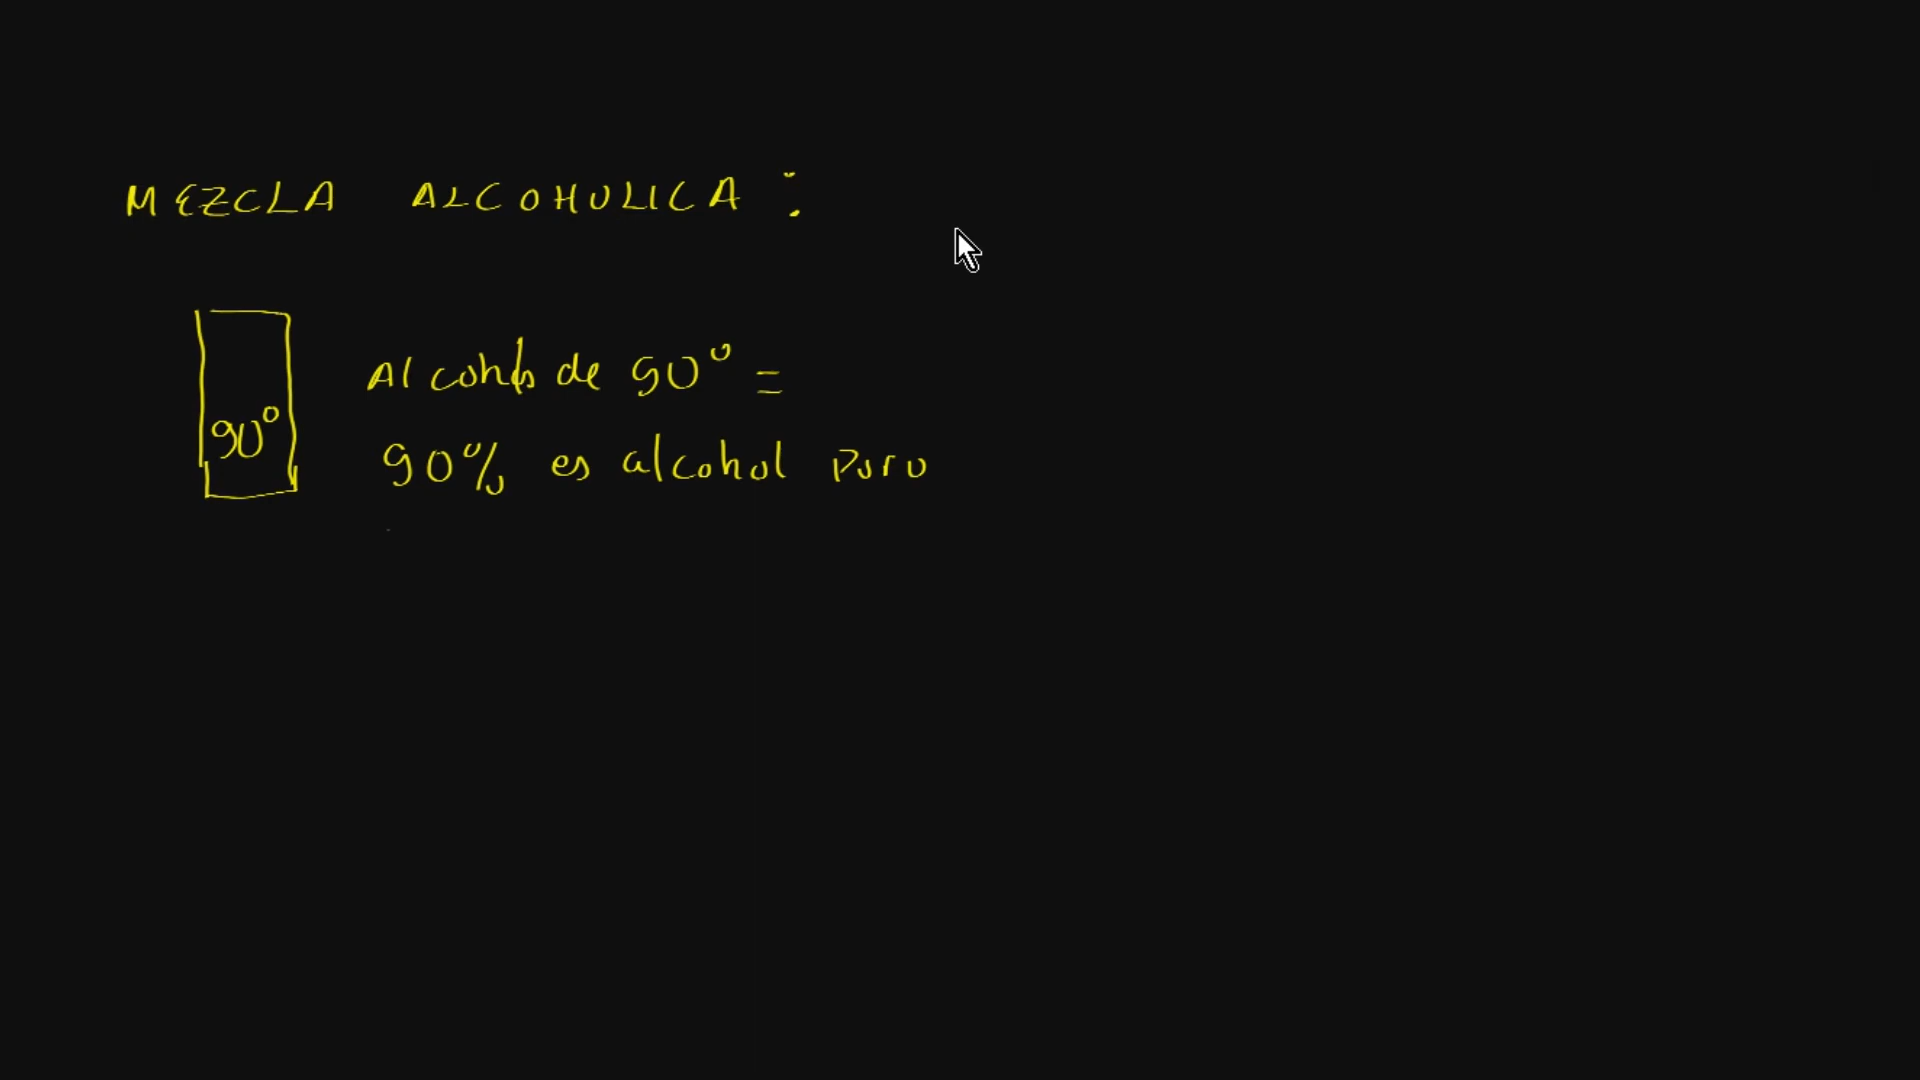 MEZCLA ALCOHOLICA :
Alcohol de 90° =
90% es alcohol puro
90°